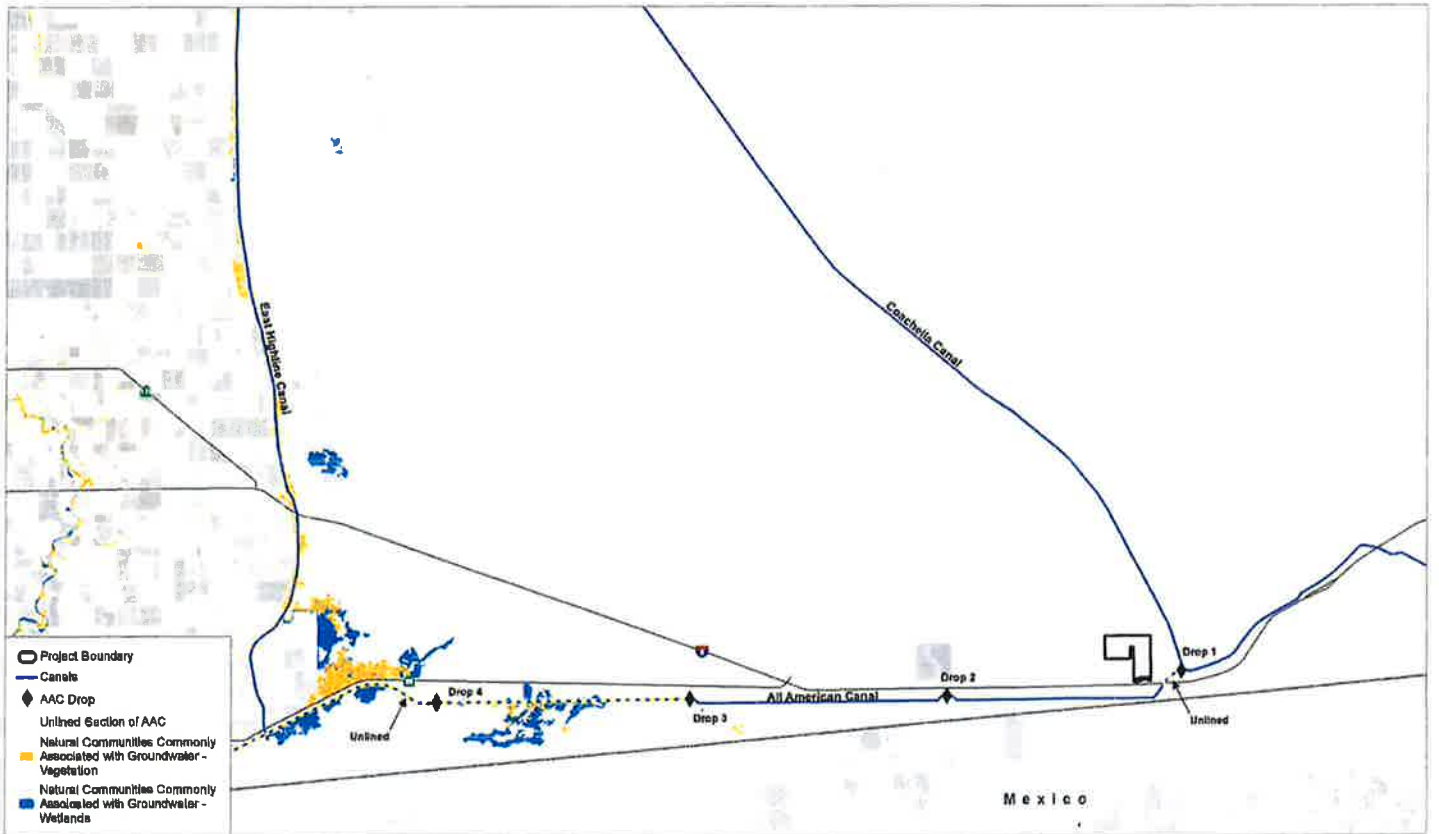 East Highline Canal
Coachella Canal
Drop 1
Drop 2
Drop 4
All American Canal
Drop 3
Unlined
Unlined
Mexico
Project Boundary
Canals
AAC Drop
Unlined Section of AAC
Natural Communities Commonly
Associated with Groundwater -
Vegetation
Natural Communities Commonly
Associated with Groundwater -
Wetlands